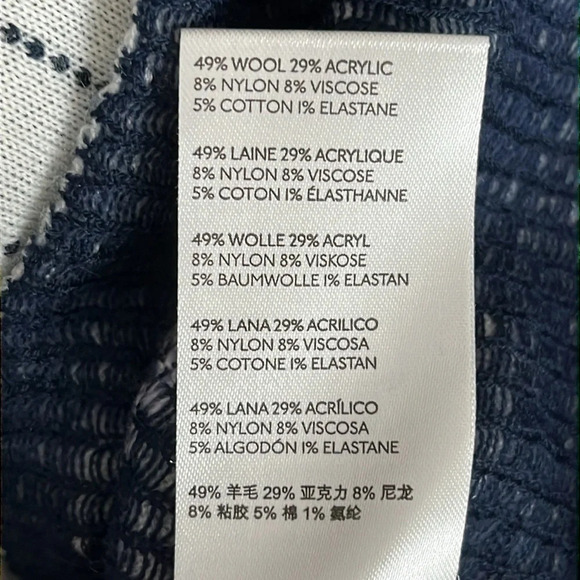 49% WOOL 29% ACRYLIC
8% NYLON 8% VISCOSE
5% COTTON 1% ELASTANE
49% LAINE 29% ACRYLIQUE
8% NYLON 8% VISCOSE
5% COTON 1% ÉLASTHANNE
49% WOLLE 29% ACRYL
8% NYLON 8% VISKOSE
5% BAUMWOLLE 1% ELASTAN
49% LANA 29% ACRILICO
8% NYLON 8% VISCOSA
5% COTONE 1% ELASTAN
49% LANA 29% ACRÍLICO
8% NYLON 8% VISCOSA
5% ALGODÓN 1% ELASTANE
49% 羊毛 29% 亚克力 8% 尼龙
8% 粘胶 5% 棉 1% 氨纶